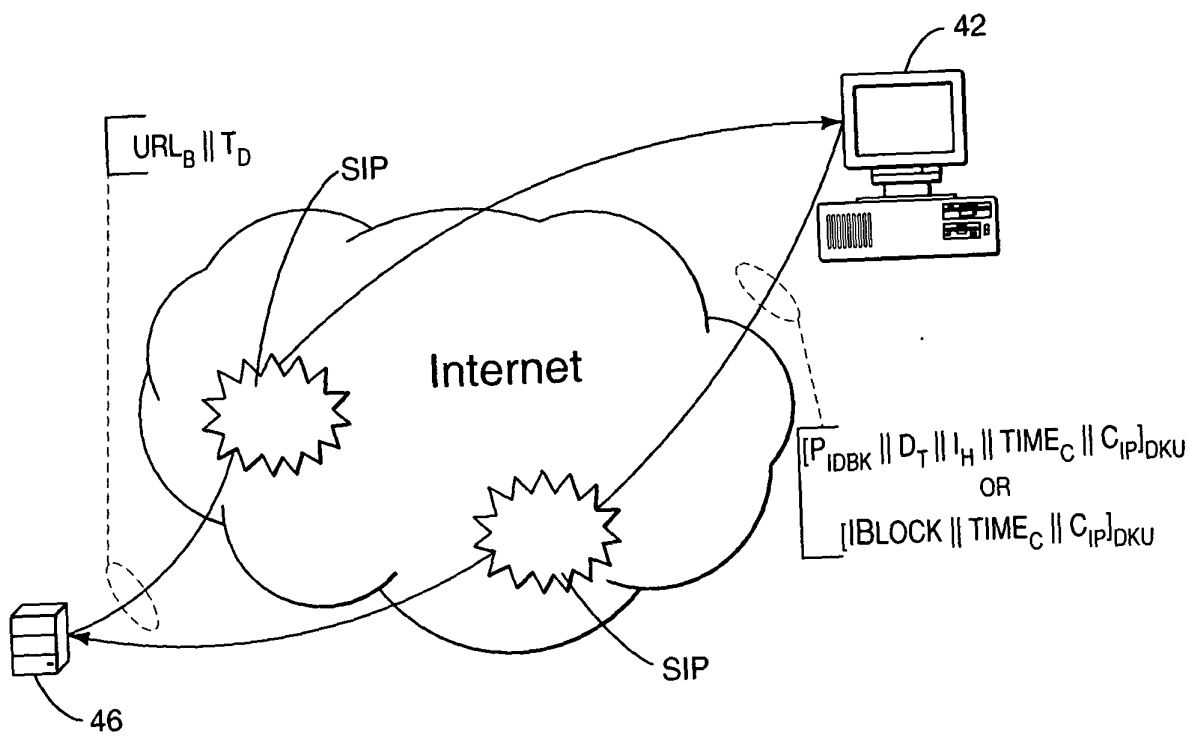 42
URL_B || T_D
SIP
Internet
[P_IDBK || D_T || I_H || TIME_C || C_IP]_DKU
OR
[IBLOCK || TIME_C || C_IP]_DKU
SIP
46